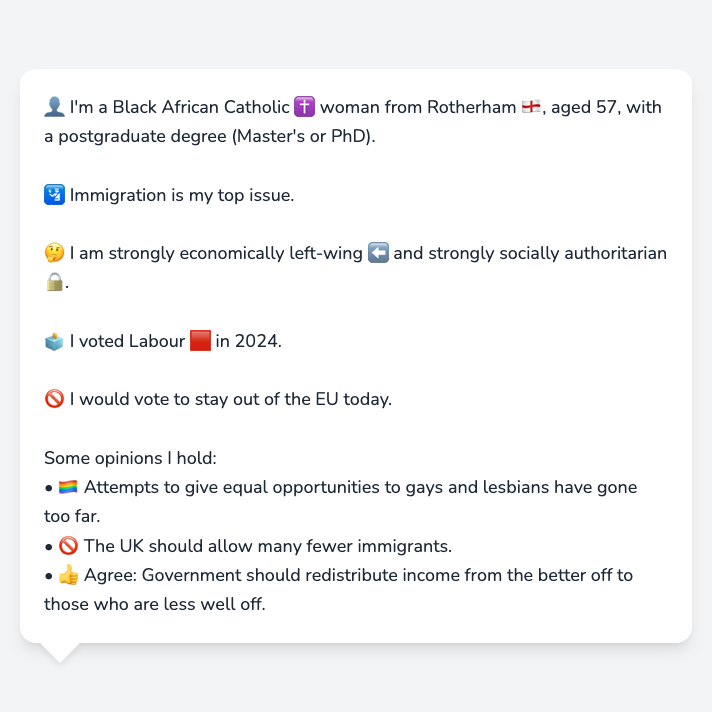 👤 I'm a Black African Catholic ✝️ woman from Rotherham 🏴󠁧󠁢󠁥󠁮󠁧󠁿, aged 57, with
a postgraduate degree (Master's or PhD).
🛂 Immigration is my top issue.
🤔 I am strongly economically left-wing ⬅️ and strongly socially authoritarian
🔒.
🗳️ I voted Labour 🟥 in 2024.
🚫 I would vote to stay out of the EU today.
Some opinions I hold:
• 🏳️‍🌈 Attempts to give equal opportunities to gays and lesbians have gone
too far.
• 🚫 The UK should allow many fewer immigrants.
• 👍 Agree: Government should redistribute income from the better off to
those who are less well off.